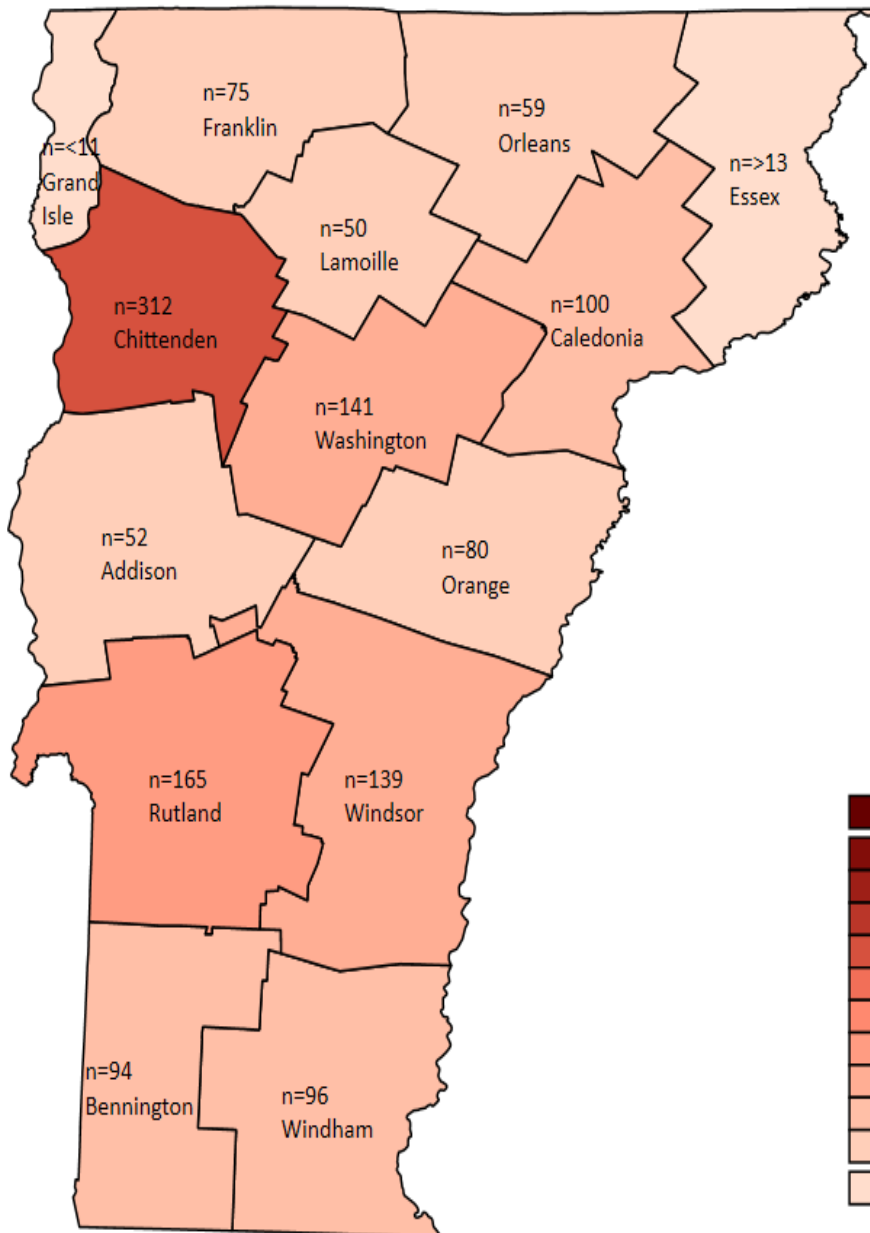 n=75
Franklin
n=59
Orleans
n=<11
Grand
Isle
n=>13
Essex
n=50
Lamoille
n=312
Chittenden
n=100
Caledonia
n=141
Washington
n=52
Addison
n=80
Orange
n=165
Rutland
n=139
Windsor
n=94
Bennington
n=96
Windham